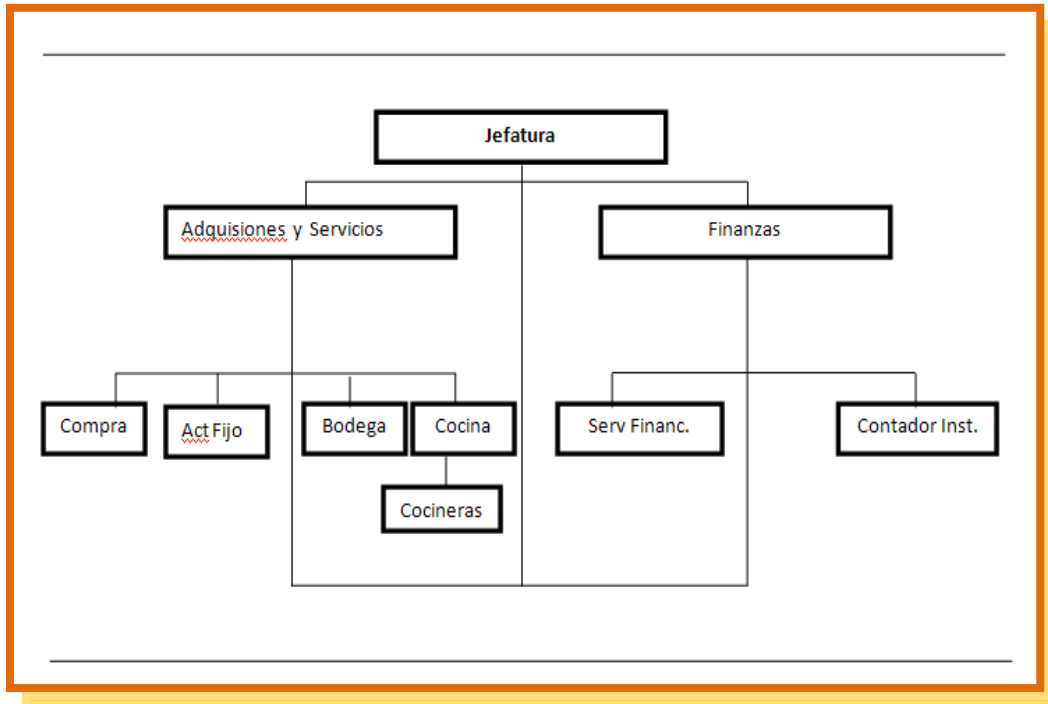 Jefatura
Adquisiones y Servicios
Finanzas
Compra
Act Fijo
Bodega
Cocina
Serv Financ.
Contador Inst.
Cocineras